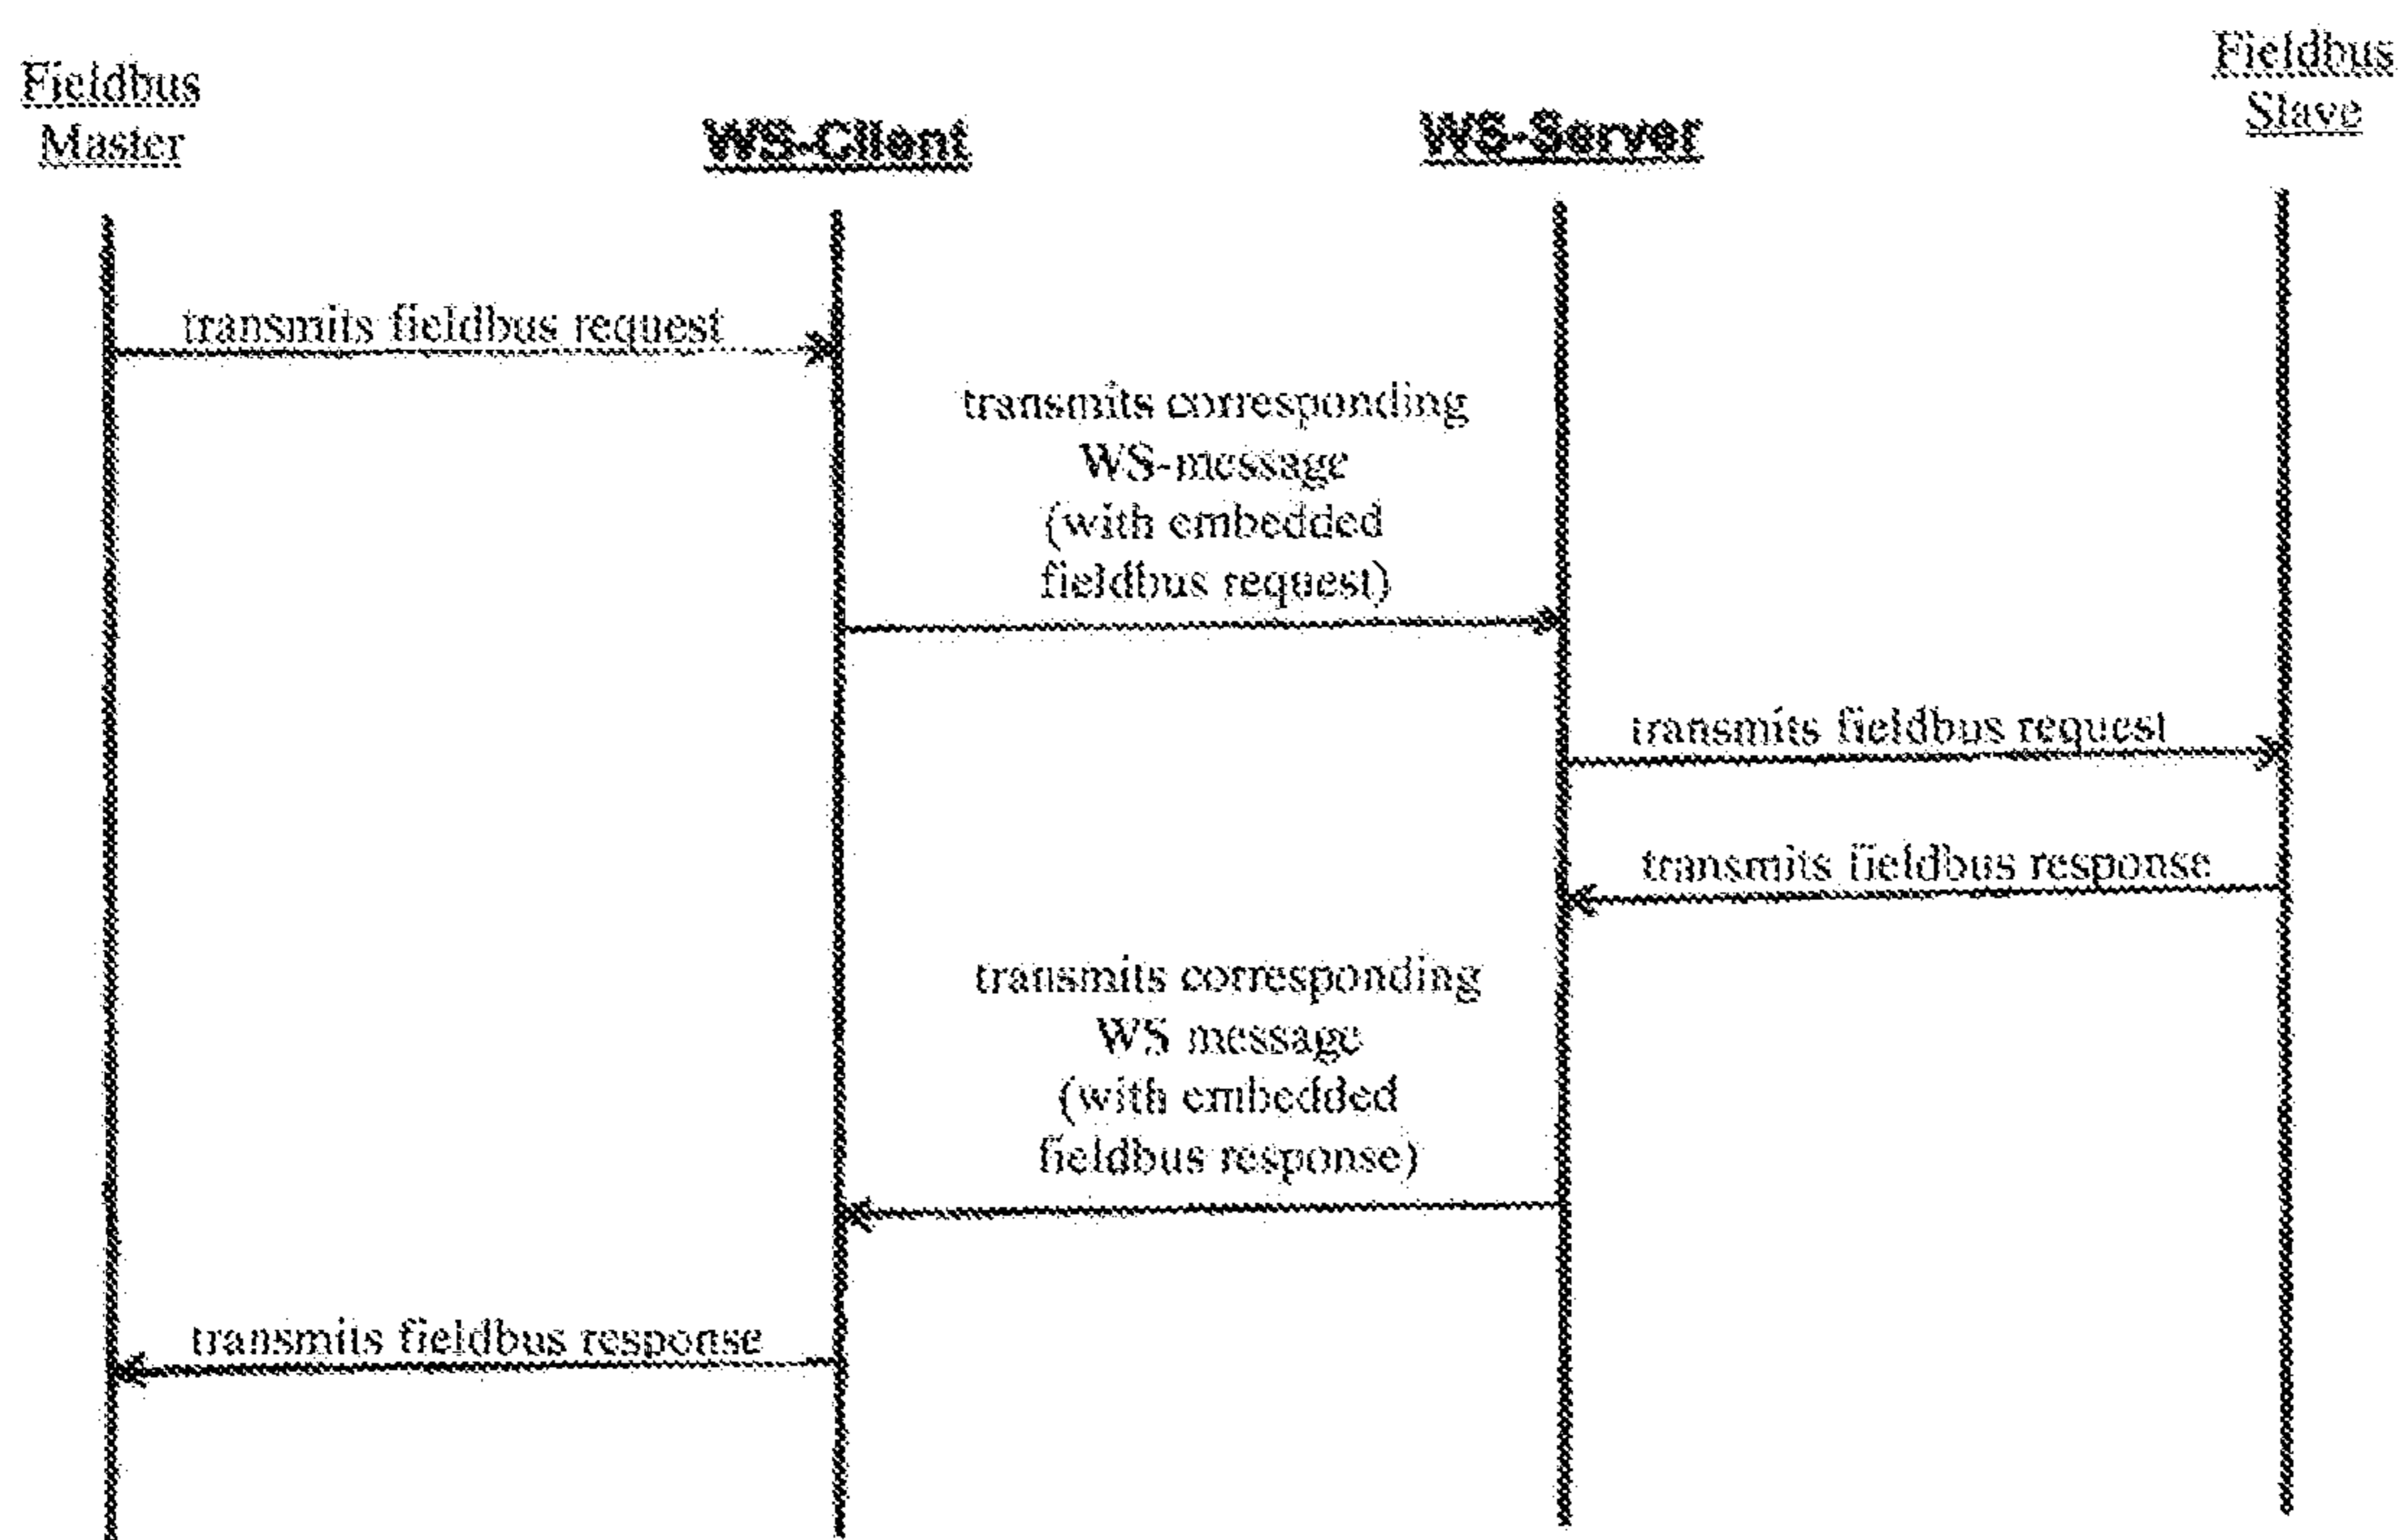 Fieldbus
Master
WS-Client
WS-Server
Fieldbus
Slave
transmits fieldbus request
transmits corresponding
WS-message
(with embedded
fieldbus request)
transmits fieldbus request
transmits fieldbus response
transmits corresponding
WS message
(with embedded
fieldbus response)
transmits fieldbus response